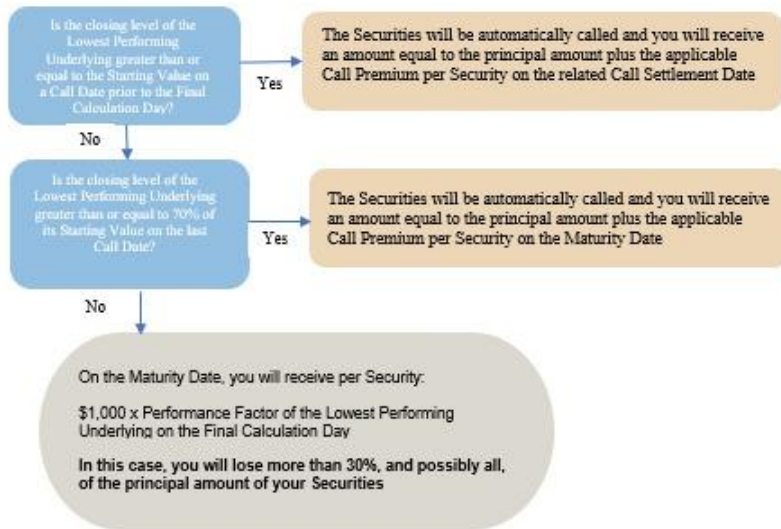 Is the closing level of the
Lowest Performing
Underlying greater than or
equal to the Starting Value on
a Call Date prior to the Final
Calculation Day?
Yes
The Securities will be automatically called and you will receive
an amount equal to the principal amount plus the applicable
Call Premium per Security on the related Call Settlement Date
No
Is the closing level of the
Lowest Performing Underlying
greater than or equal to 70% of
its Starting Value on the last
Call Date?
Yes
The Securities will be automatically called and you will receive
an amount equal to the principal amount plus the applicable
Call Premium per Security on the Maturity Date
No
On the Maturity Date, you will receive per Security:
$1,000 x Performance Factor of the Lowest Performing
Underlying on the Final Calculation Day
In this case, you will lose more than 30%, and possibly all,
of the principal amount of your Securities